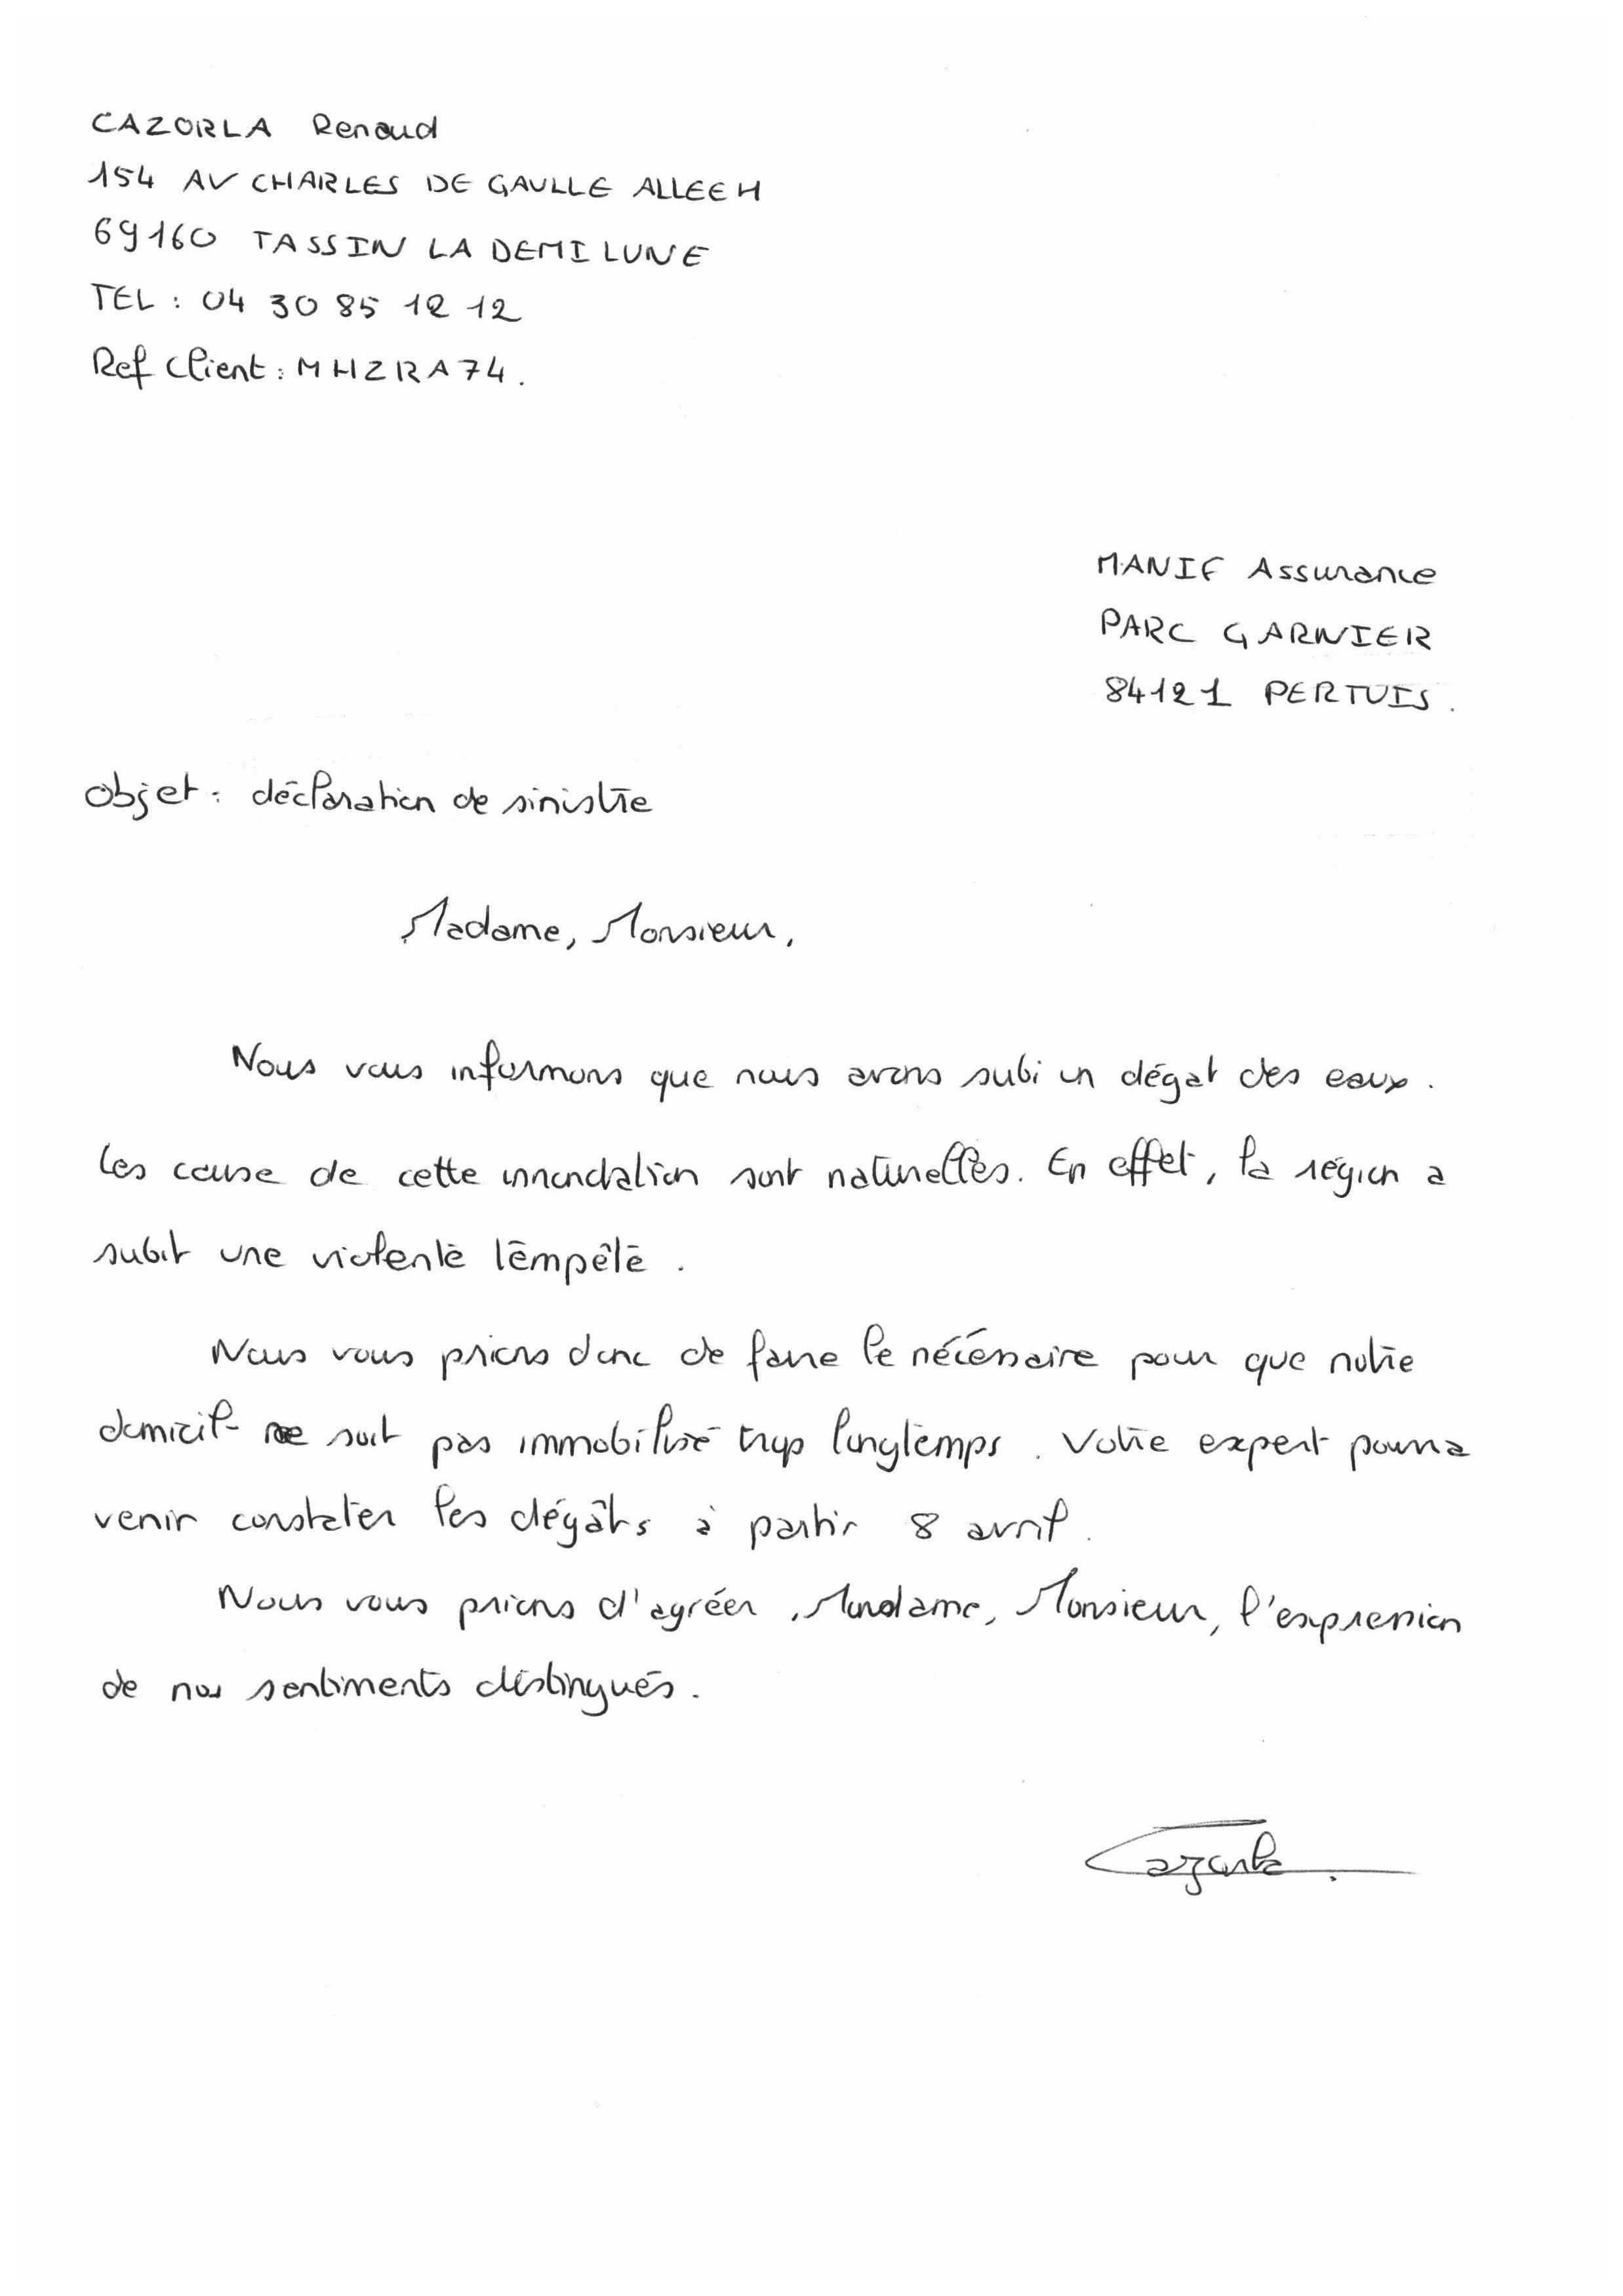 CAZORLA Renaud
154 AV CHARLES DE GAULLE ALLEE H
69160 TASSIN LA DEMI LUNE
TEL : 04 30 85 12 12
Ref client : MHZRA74.
MANIF Assurance
PARC GARNIER
84121 PERTUIS.
Objet : déclaration de sinistre
Madame, Monsieur,
Nous vous informons que nous avons subi un dégat des eaux.
Les cause de cette innondation sont naturelles. En effet, la région a
subit une violente tempête.
Nous vous prions donc de faire le nécéssaire pour que notre
domicil ne soit pas immobilisé trop longtemps. Votre expert pourra
venir constater les dégâts à partir 8 avril.
Nous vous prions d'agréer, Madame, Monsieur, l'expression
de nos sentiments distingués.
Cazorla